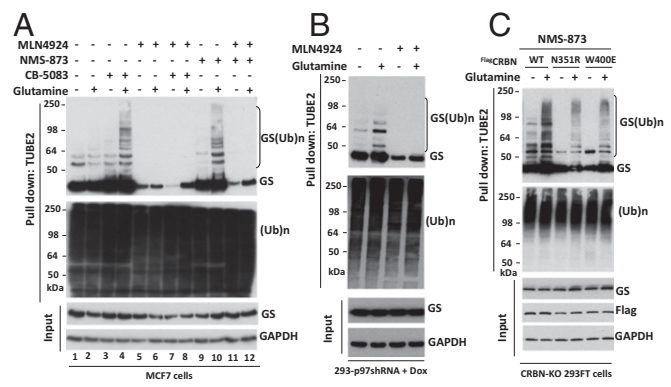 A
MLN4924 - - - - + + + + - - + +
NMS-873 - - - - - - - - + + + +
CB-5083 - - + + - - + + - - - -
Glutamine - + - + - + - + - + - +
Pull down: TUBE2
250
98
64
50
GS(Ub)n
GS
250
98
64
50
kDa
(Ub)n
Input
GS
GAPDH
1 2 3 4 5 6 7 8 9 10 11 12
MCF7 cells
B
MLN4924 - - + +
Glutamine - + - +
Pull down: TUBE2
250
98
64
50
GS(Ub)n
GS
250
98
64
50
kDa
(Ub)n
Input
GS
GAPDH
293-p97shRNA + Dox
C
NMS-873
FlagCRBN WT N351R W400E
Glutamine - + - + - +
Pull down: TUBE2
250
98
64
50
GS(Ub)n
GS
250
98
64
50
kDa
(Ub)n
Input
GS
Flag
GAPDH
CRBN-KO 293FT cells